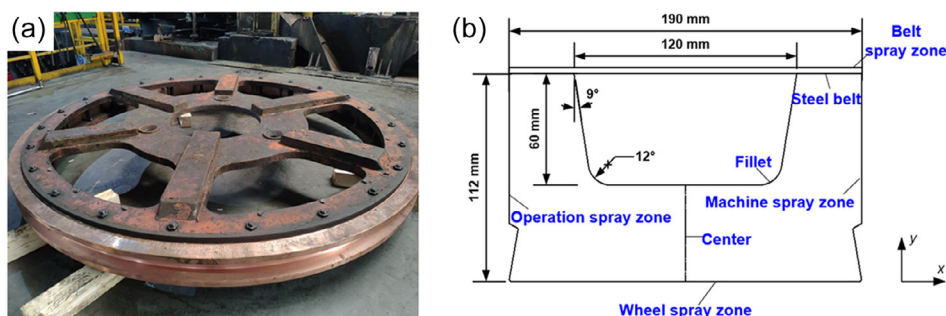 (a)
(b)
190 mm
120 mm
Belt
spray zone
Steel belt
9°
60 mm
112 mm
12°
Fillet
Operation spray zone
Machine spray zone
Center
Wheel spray zone
y
x